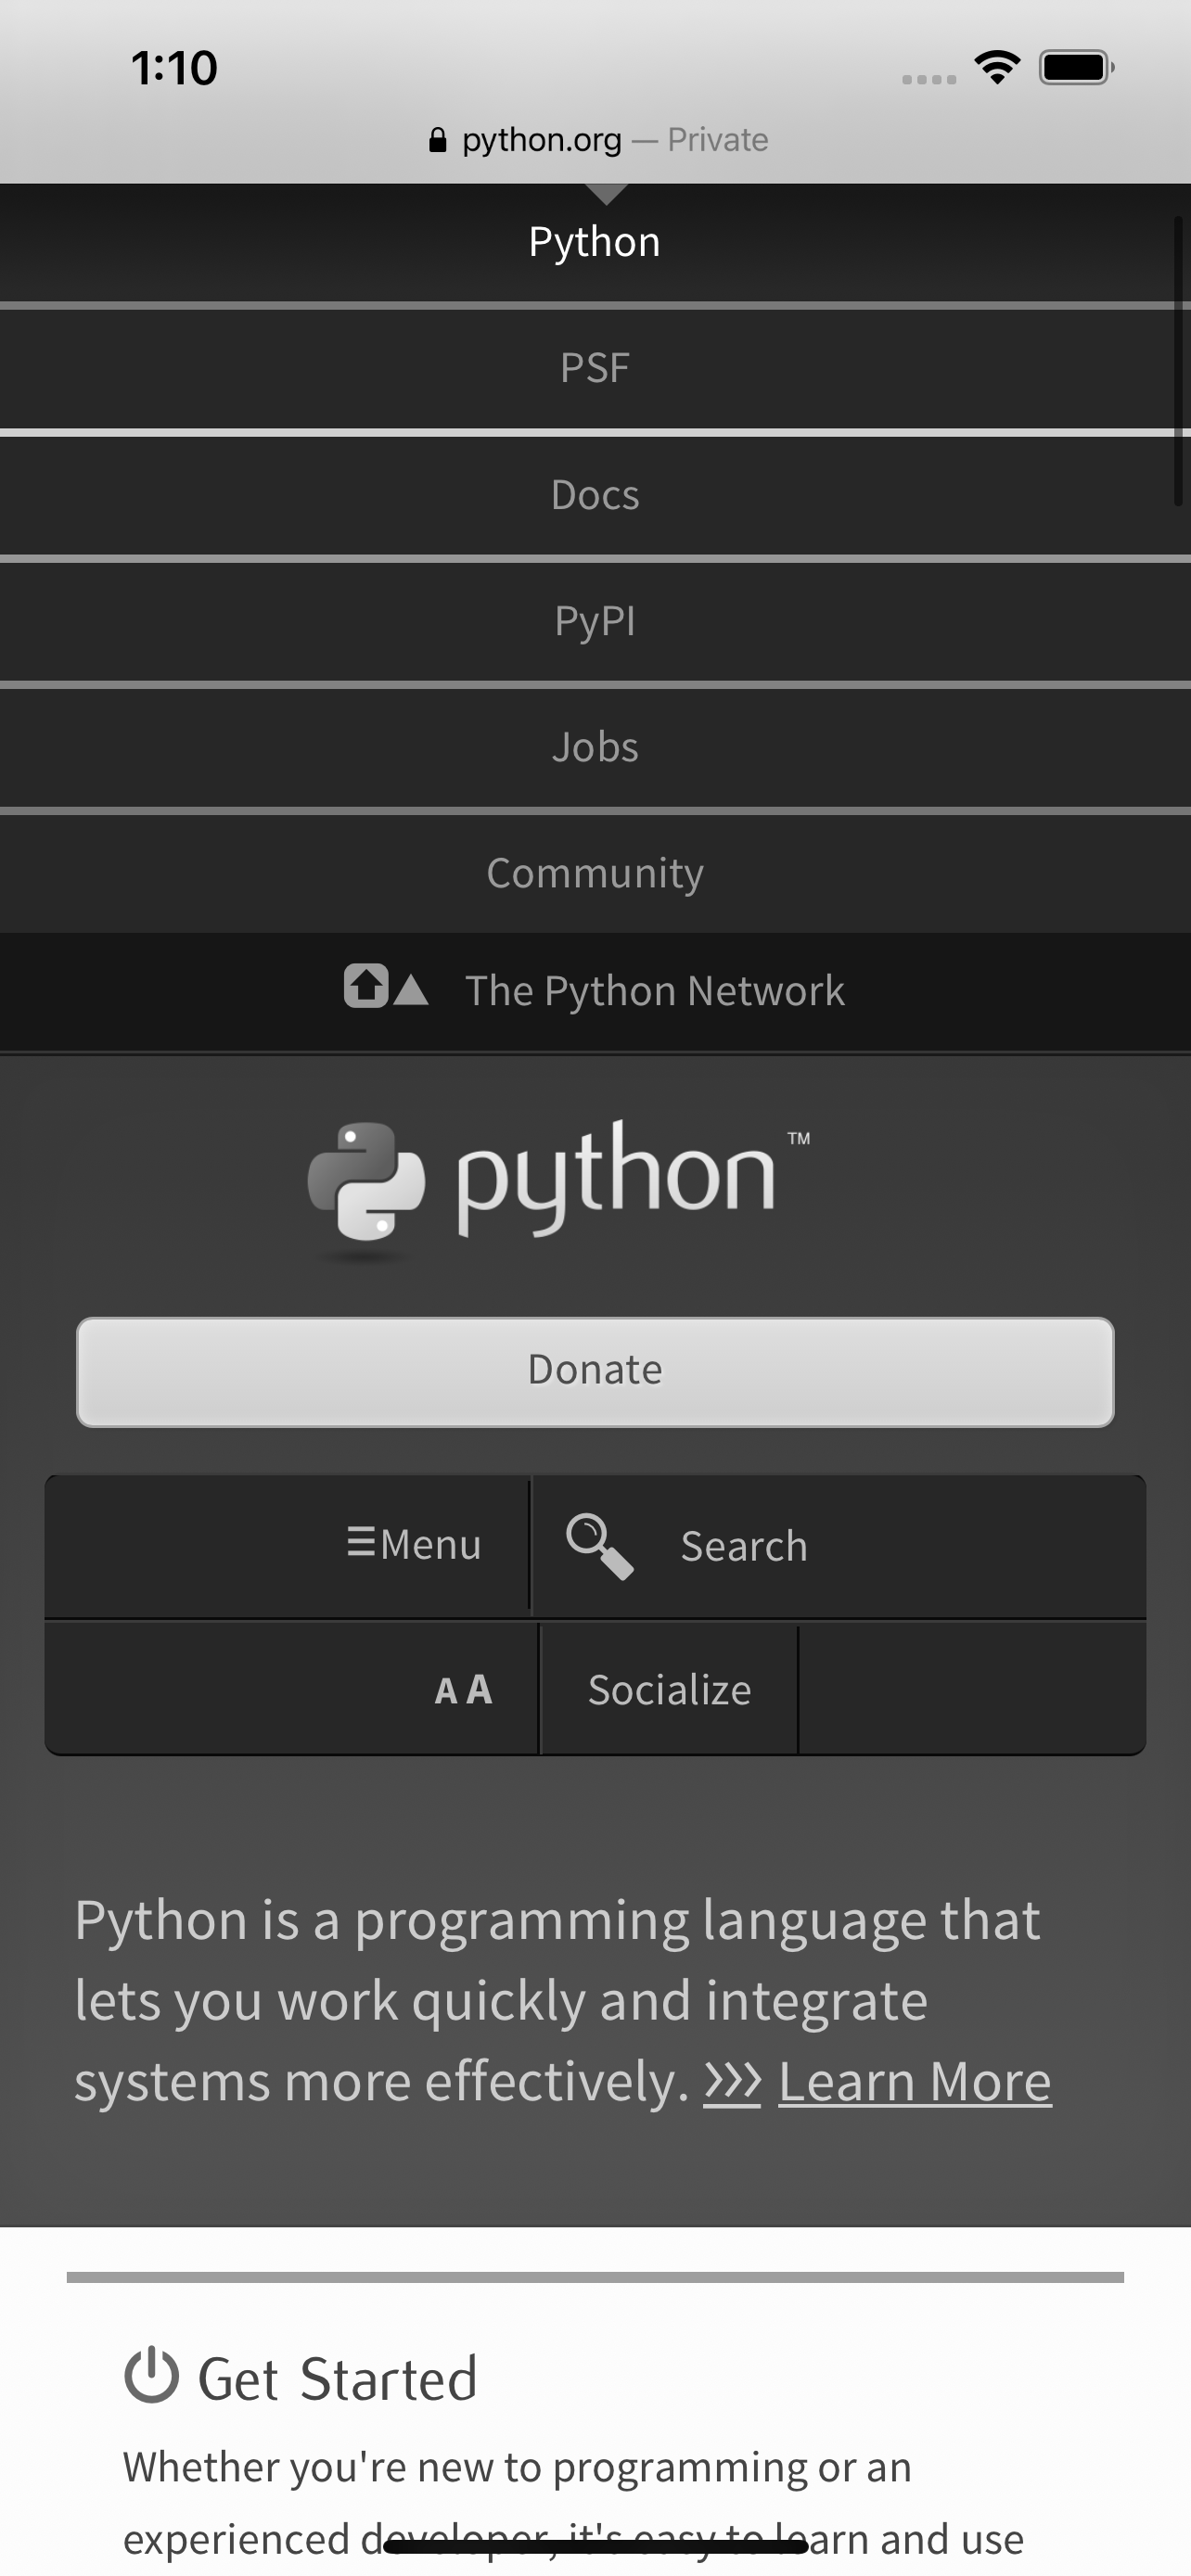 1:10
python.org — Private
Python
PSF
Docs
PyPI
Jobs
Community
The Python Network
python™
Donate
Menu
Search
A A
Socialize
Python is a programming language that
lets you work quickly and integrate
systems more effectively. >>> Learn More
Get Started
Whether you're new to programming or an
experienced developer, it's easy to learn and use